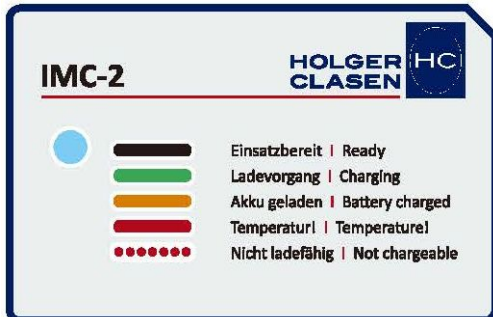 IMC-2
HOLGER CLASEN
HC
Einsatzbereit | Ready
Ladevorgang | Charging
Akku geladen | Battery charged
Temperatur! | Temperature!
Nicht ladefähig | Not chargeable